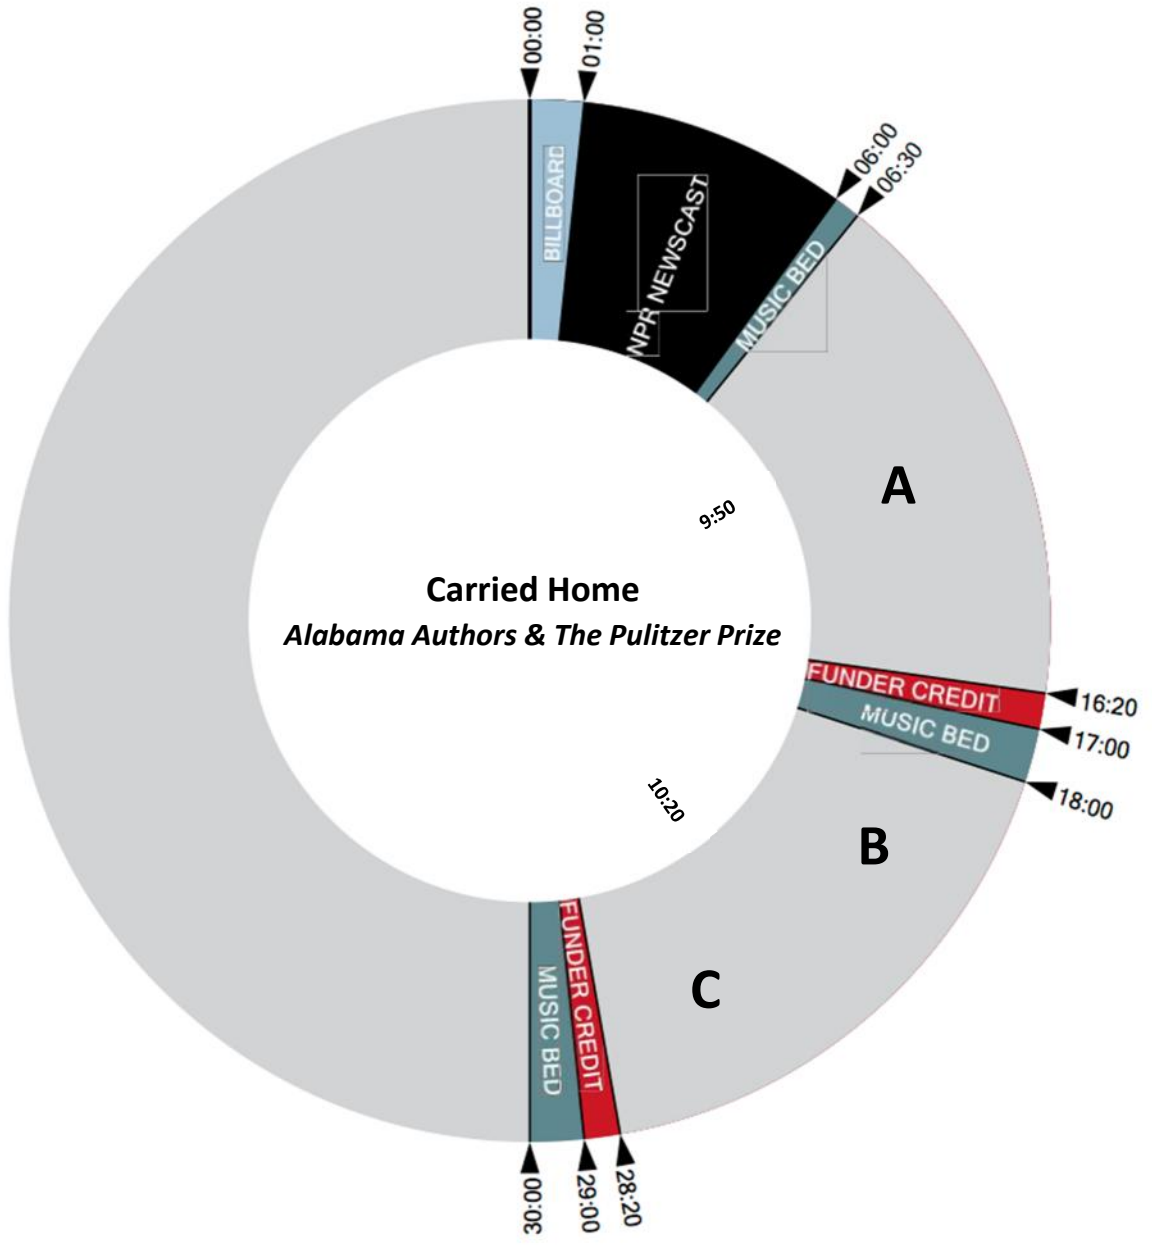 00:00
01:00
06:00
06:30
BILLBOARD
NPR NEWSCAST
MUSIC BED
A
9:50
Carried Home
Alabama Authors & The Pulitzer Prize
FUNDER CREDIT
16:20
MUSIC BED
17:00
18:00
10:20
B
C
FUNDER CREDIT
MUSIC BED
30:00
29:00
28:20